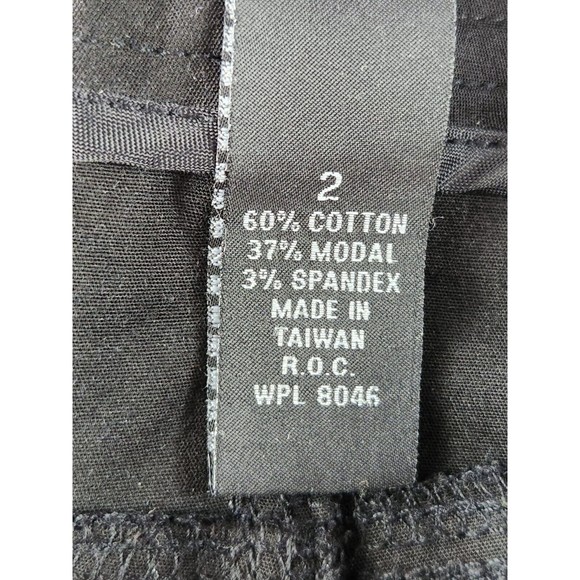 2
60% COTTON
37% MODAL
3% SPANDEX
MADE IN
TAIWAN
R.O.C.
WPL 8046